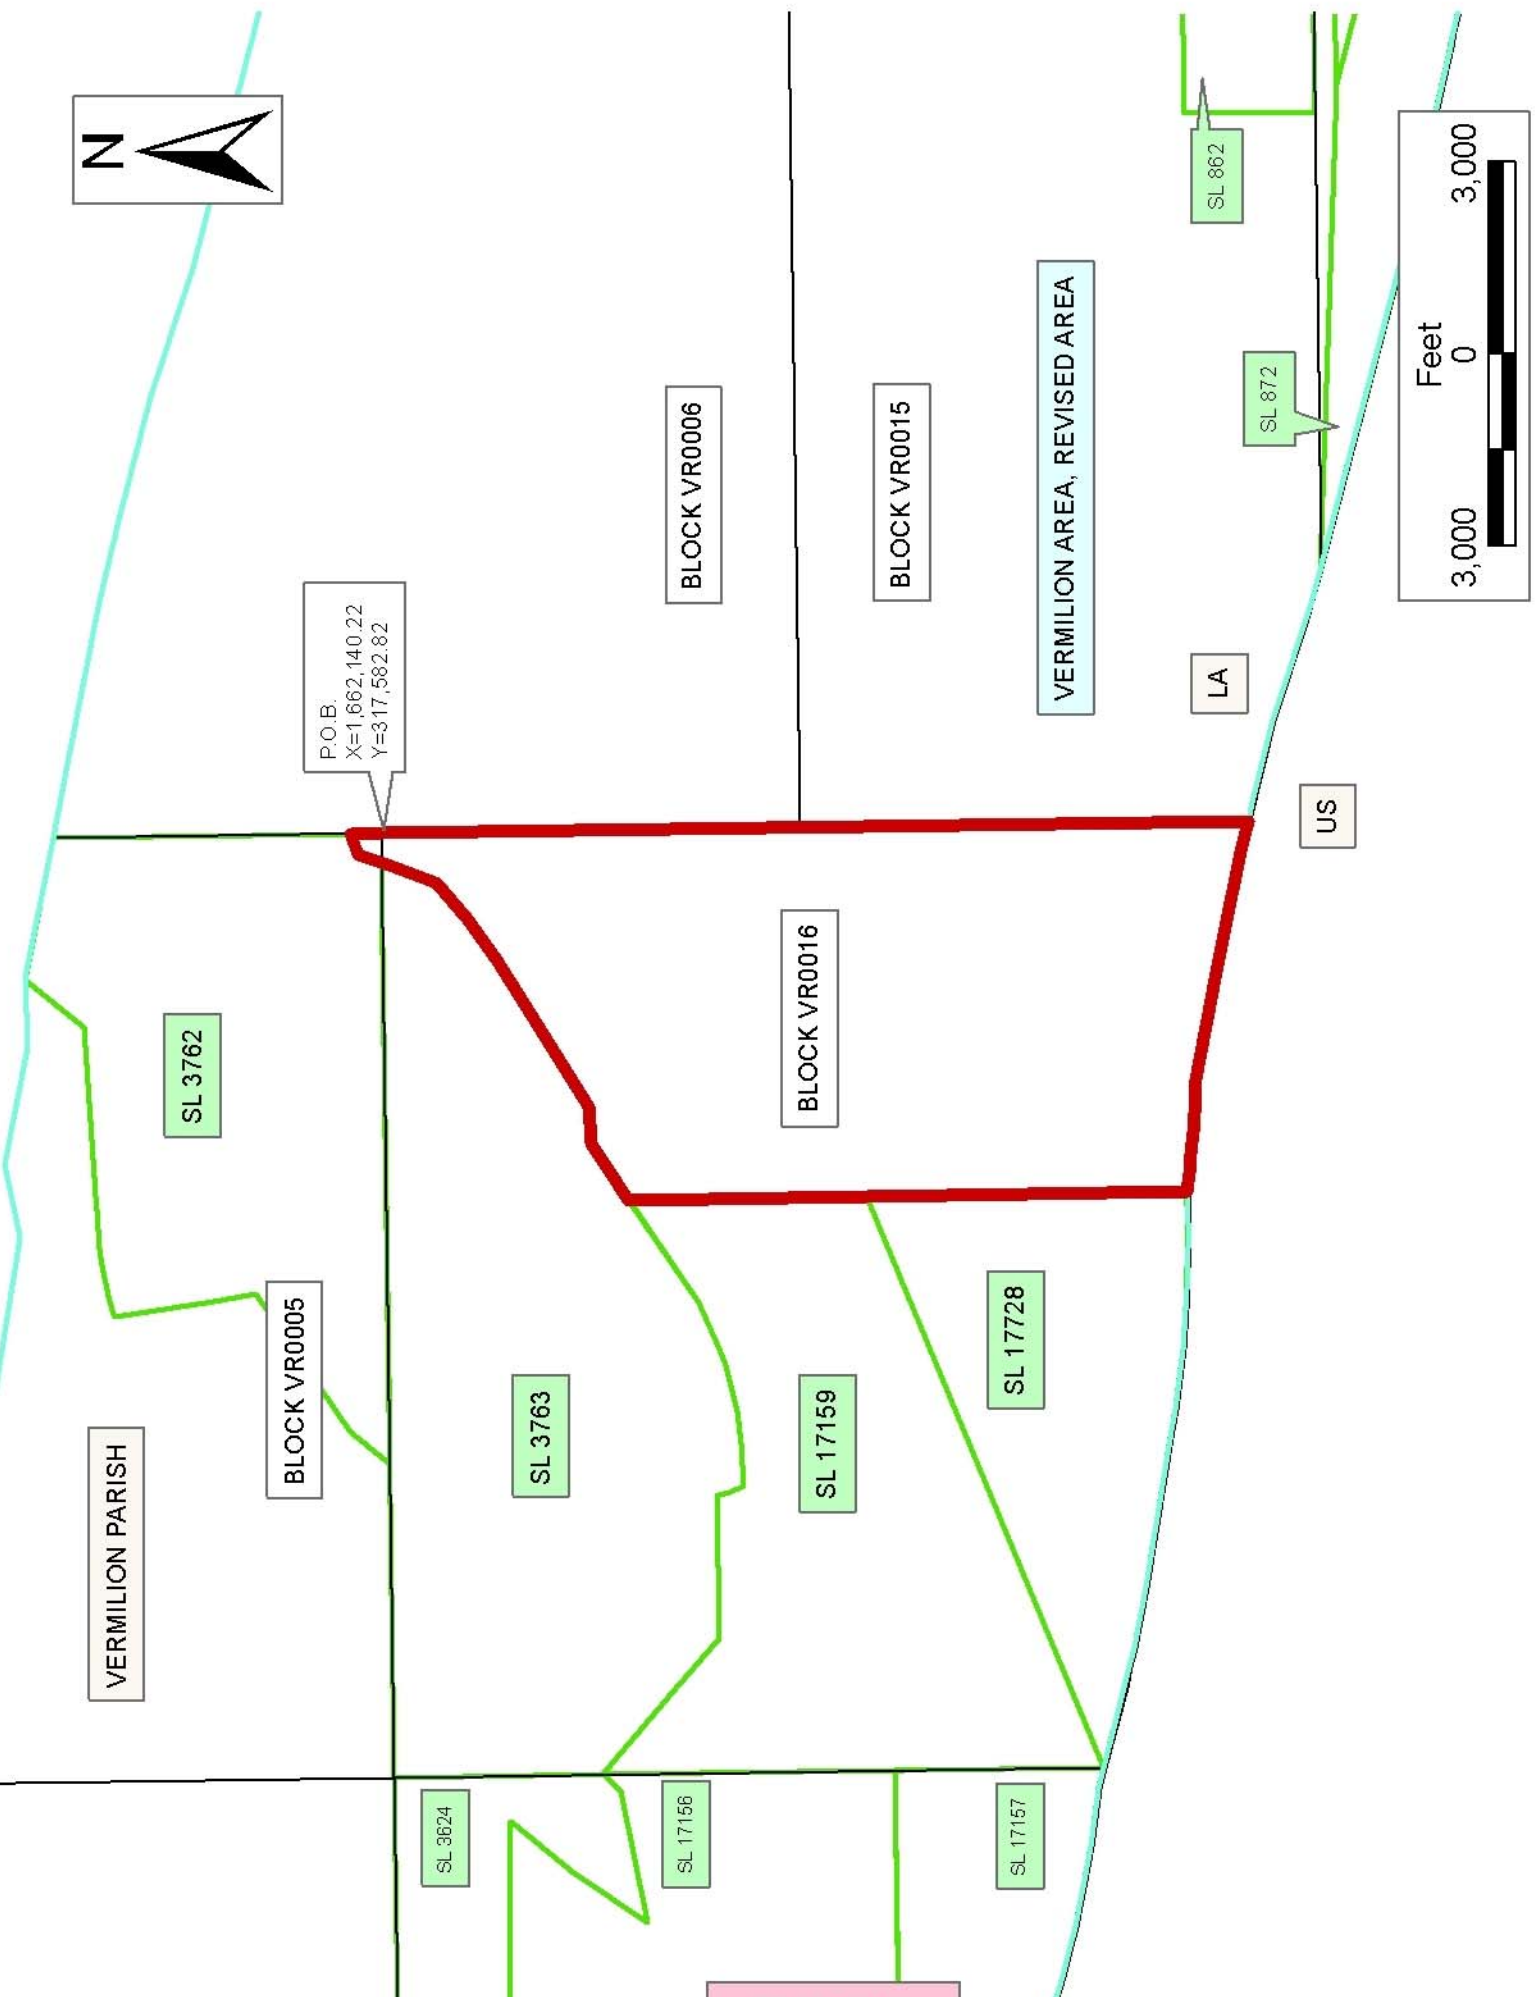 N
VERMILION PARISH
SL 3762
BLOCK VR0005
P.O.B.
X=1,662,140.22
Y=317,582.82
SL 3624
SL 3763
SL 17156
BLOCK VR0006
BLOCK VR0016
SL 17159
BLOCK VR0015
SL 17728
SL 17157
VERMILION AREA, REVISED AREA
LA
SL 862
SL 872
US
Feet
3,000 0 3,000